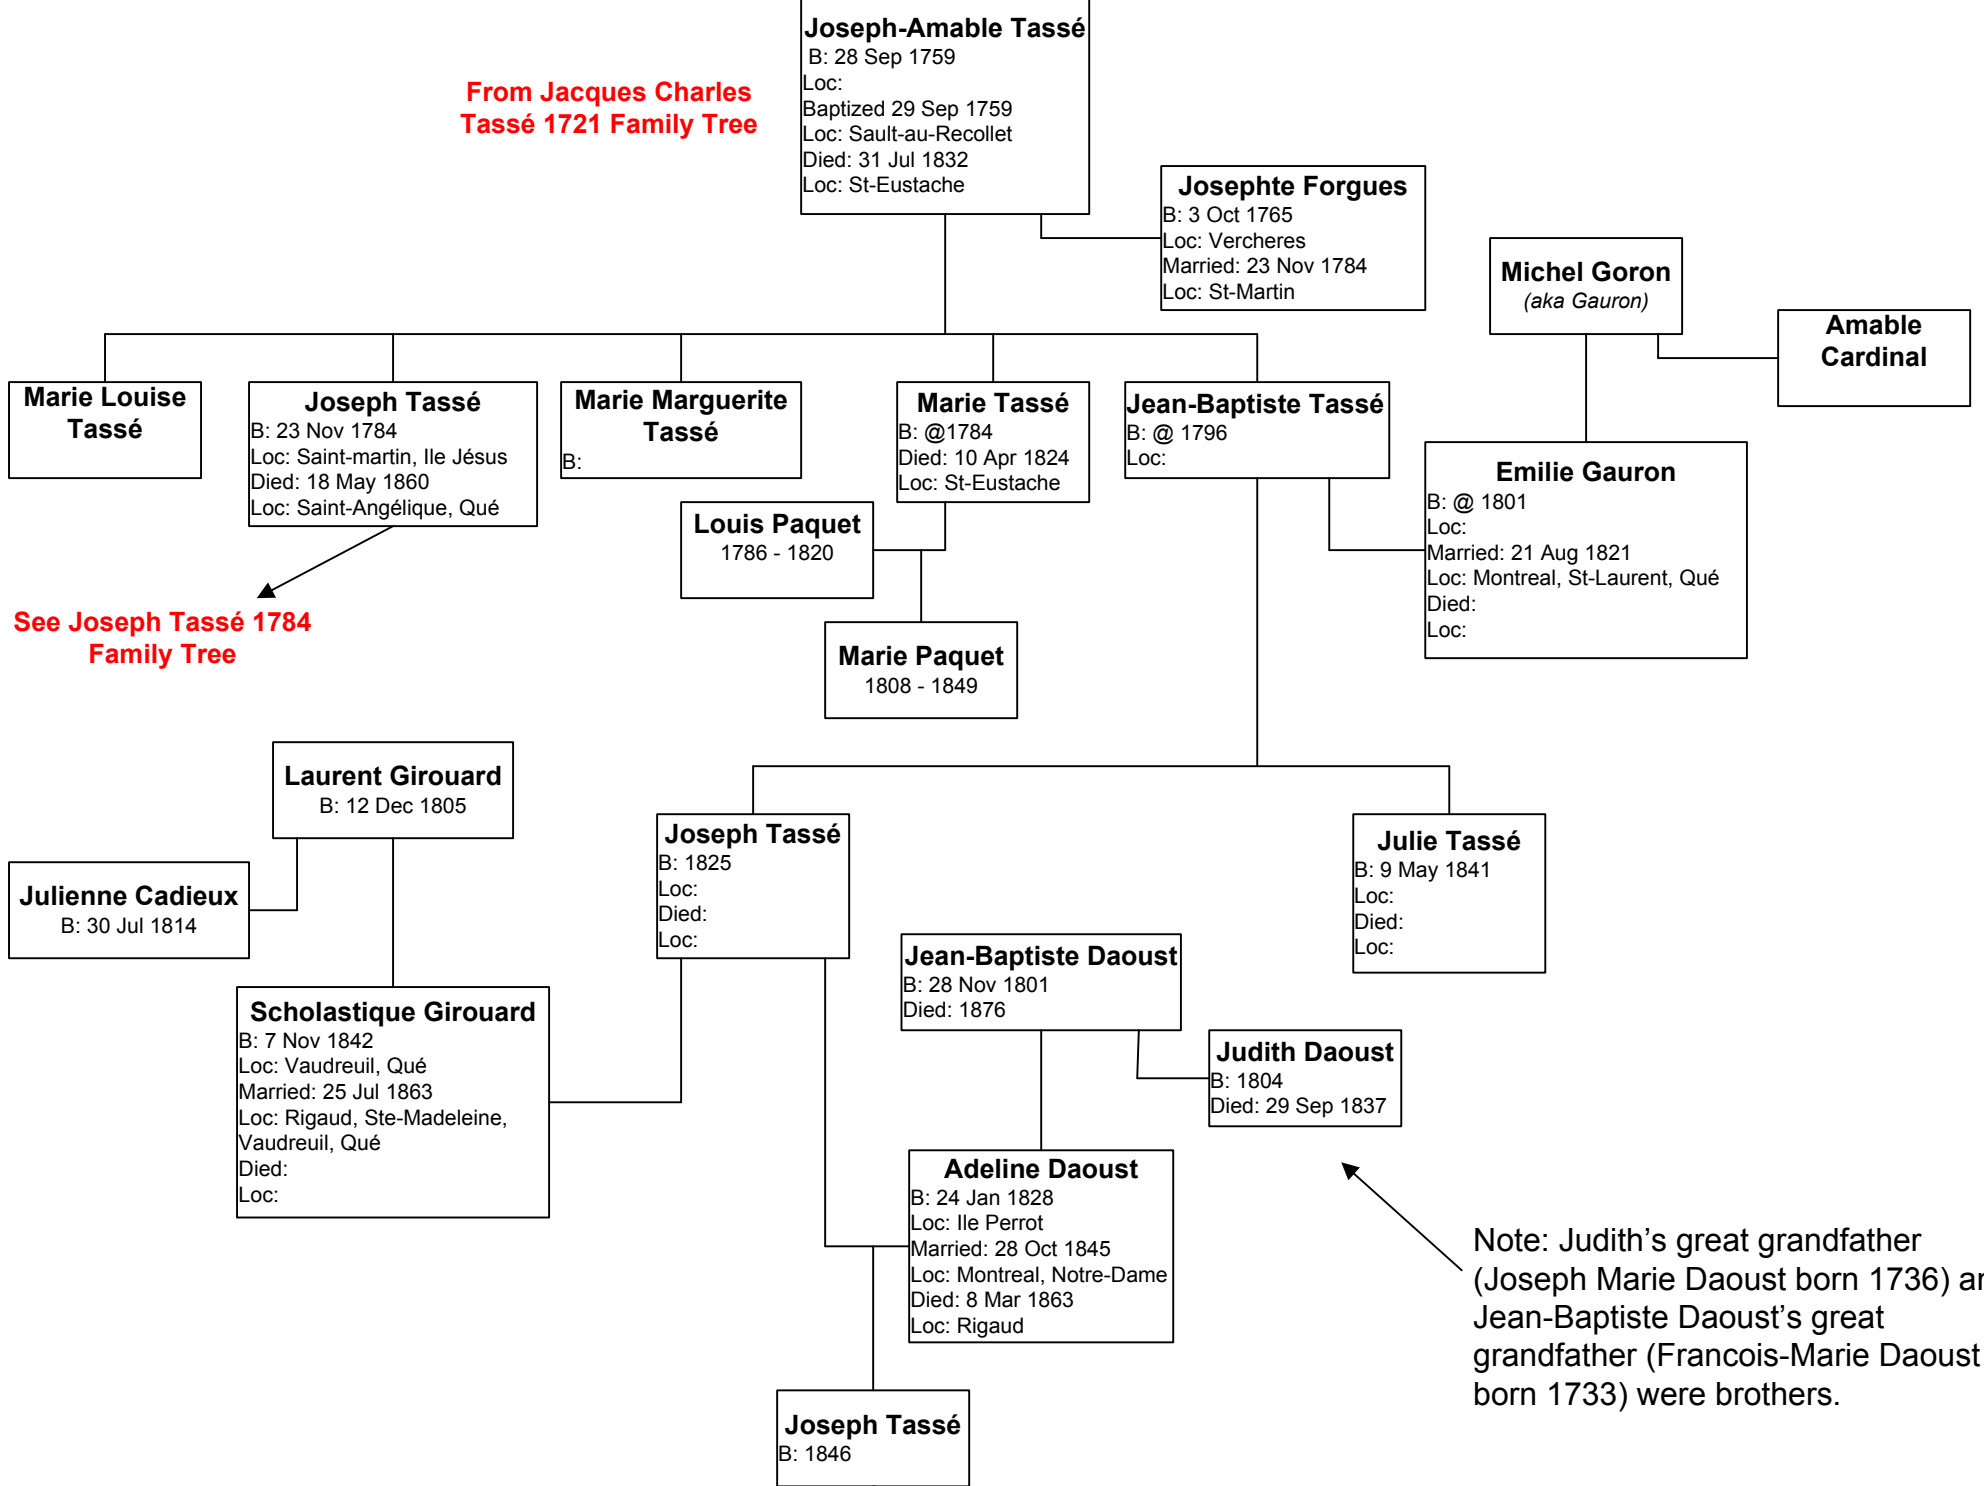 Joseph-Amable Tassé
B: 28 Sep 1759
Loc:
Baptized 29 Sep 1759
Loc: Sault-au-Recollet
Died: 31 Jul 1832
Loc: St-Eustache
From Jacques Charles
Tassé 1721 Family Tree
Josephte Forgues
B: 3 Oct 1765
Loc: Vercheres
Married: 23 Nov 1784
Loc: St-Martin
Michel Goron
(aka Gauron)
Amable
Cardinal
Marie Louise
Tassé
Joseph Tassé
B: 23 Nov 1784
Loc: Saint-martin, Ile Jésus
Died: 18 May 1860
Loc: Saint-Angélique, Qué
Marie Marguerite
Tassé
B:
Marie Tassé
B: @1784
Died: 10 Apr 1824
Loc: St-Eustache
Jean-Baptiste Tassé
B: @ 1796
Loc:
Emilie Gauron
B: @ 1801
Loc:
Married: 21 Aug 1821
Loc: Montreal, St-Laurent, Qué
Died:
Loc:
Louis Paquet
1786 - 1820
See Joseph Tassé 1784
Family Tree
Marie Paquet
1808 - 1849
Laurent Girouard
B: 12 Dec 1805
Julienne Cadieux
B: 30 Jul 1814
Joseph Tassé
B: 1825
Loc:
Died:
Loc:
Julie Tassé
B: 9 May 1841
Loc:
Died:
Loc:
Jean-Baptiste Daoust
B: 28 Nov 1801
Died: 1876
Scholastique Girouard
B: 7 Nov 1842
Loc: Vaudreuil, Qué
Married: 25 Jul 1863
Loc: Rigaud, Ste-Madeleine,
Vaudreuil, Qué
Died:
Loc:
Judith Daoust
B: 1804
Died: 29 Sep 1837
Adeline Daoust
B: 24 Jan 1828
Loc: Ile Perrot
Married: 28 Oct 1845
Loc: Montreal, Notre-Dame
Died: 8 Mar 1863
Loc: Rigaud
Note: Judith's great grandfather
(Joseph Marie Daoust born 1736)
Jean-Baptiste Daoust's great
grandfather (Francois-Marie Daoust
born 1733) were brothers.
Joseph Tassé
B: 1846